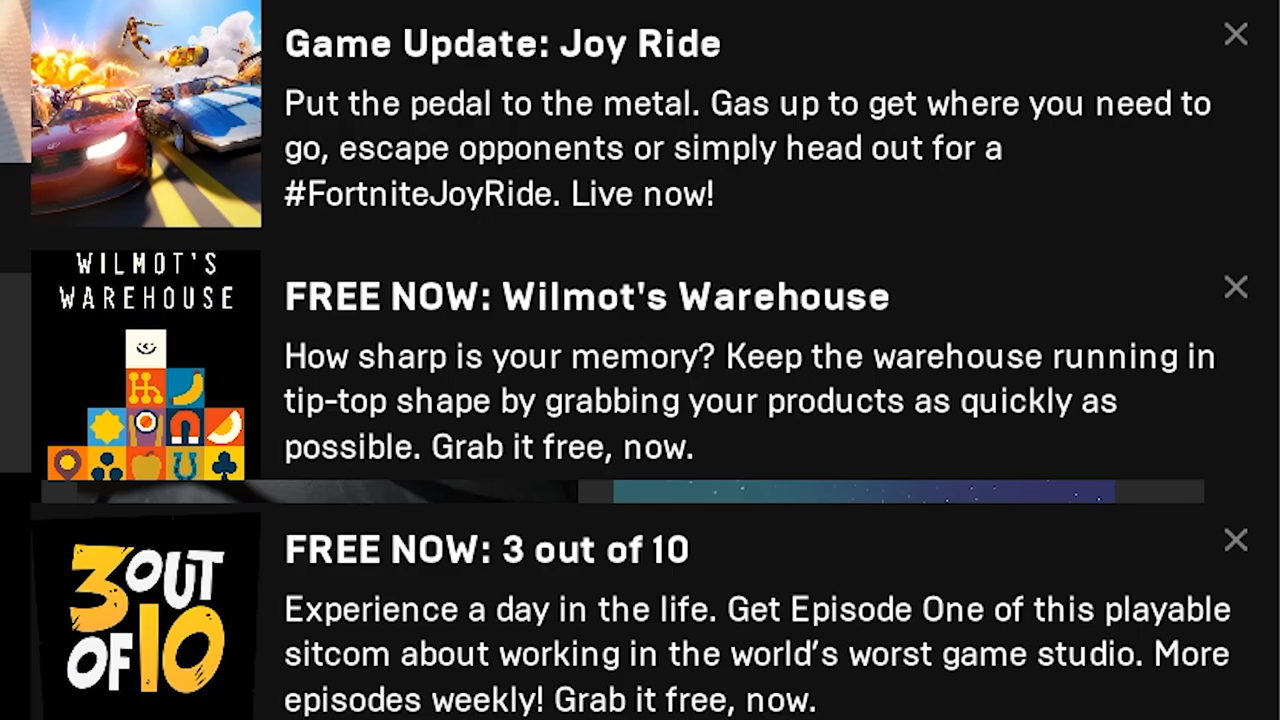 Game Update: Joy Ride
Put the pedal to the metal. Gas up to get where you need to
go, escape opponents or simply head out for a
#FortniteJoyRide. Live now!
WILMOT'S
WAREHOUSE
FREE NOW: Wilmot's Warehouse
How sharp is your memory? Keep the warehouse running in
tip-top shape by grabbing your products as quickly as
possible. Grab it free, now.
3 OUT
OF 10
FREE NOW: 3 out of 10
Experience a day in the life. Get Episode One of this playable
sitcom about working in the world’s worst game studio. More
episodes weekly! Grab it free, now.